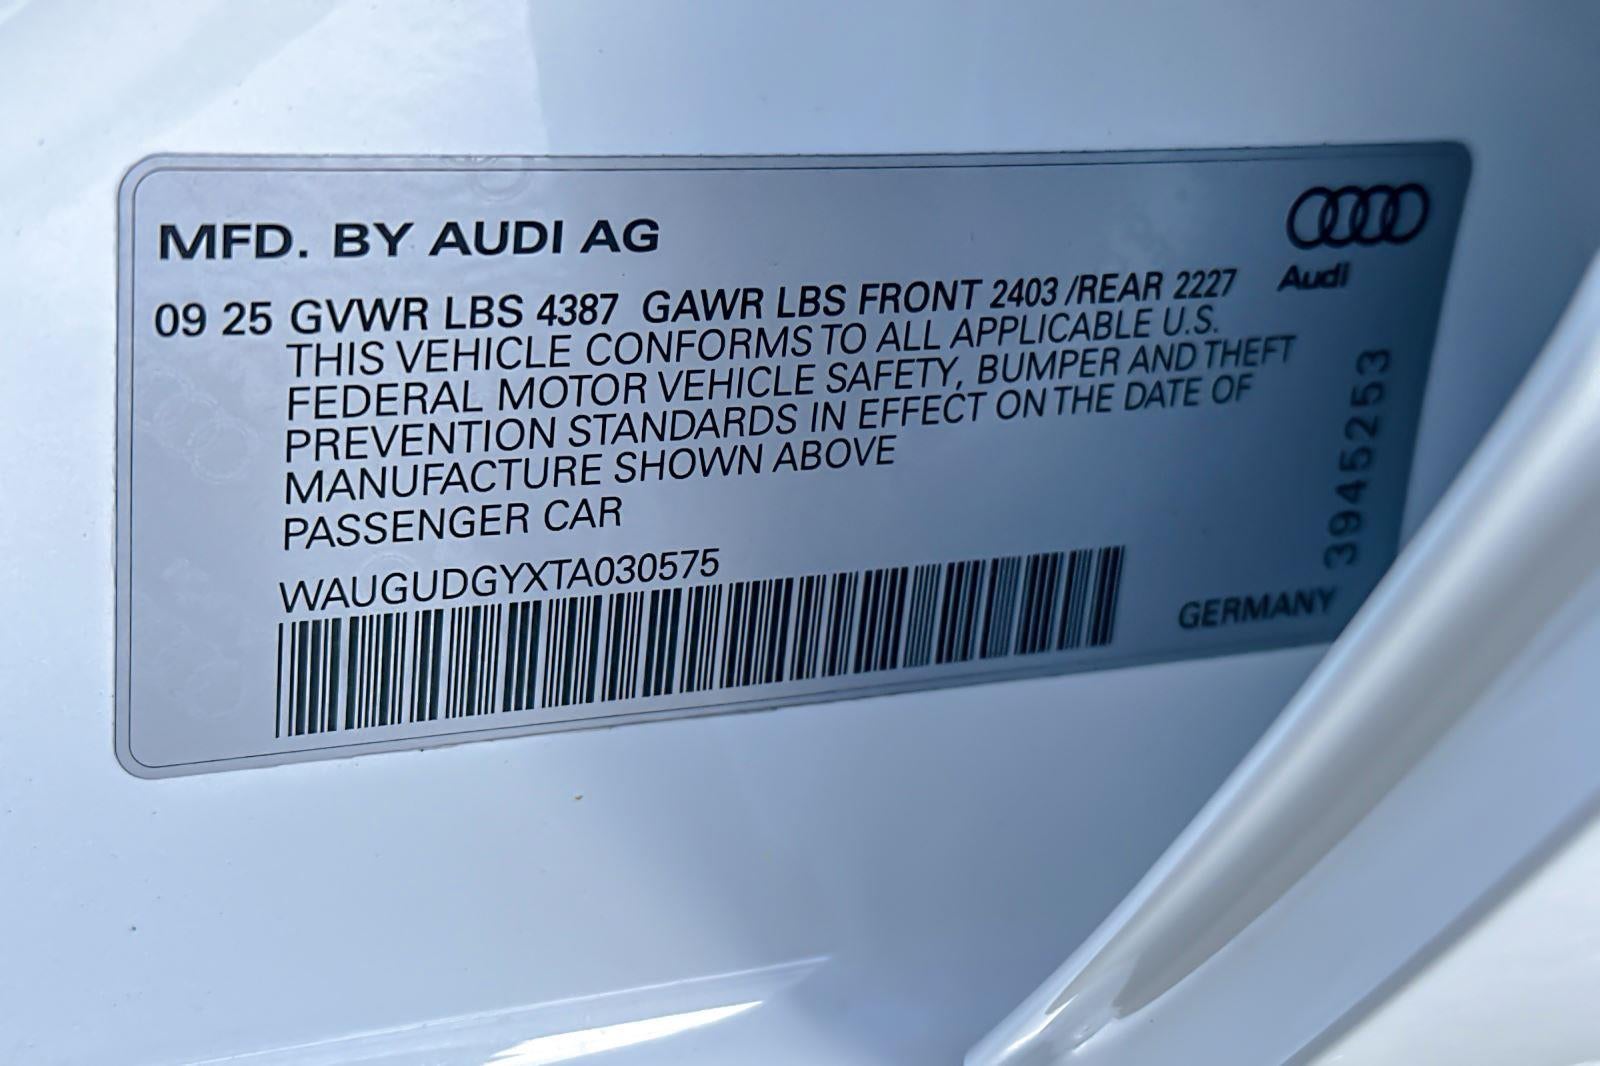 MFD. BY AUDI AG
Audi
09 25 GVWR LBS 4387 GAWR LBS FRONT 2403 /REAR 2227
THIS VEHICLE CONFORMS TO ALL APPLICABLE U.S.
FEDERAL MOTOR VEHICLE SAFETY, BUMPER AND THEFT
PREVENTION STANDARDS IN EFFECT ON THE DATE OF
MANUFACTURE SHOWN ABOVE
PASSENGER CAR
WAUGUDGYXTA030575
GERMANY
3945253